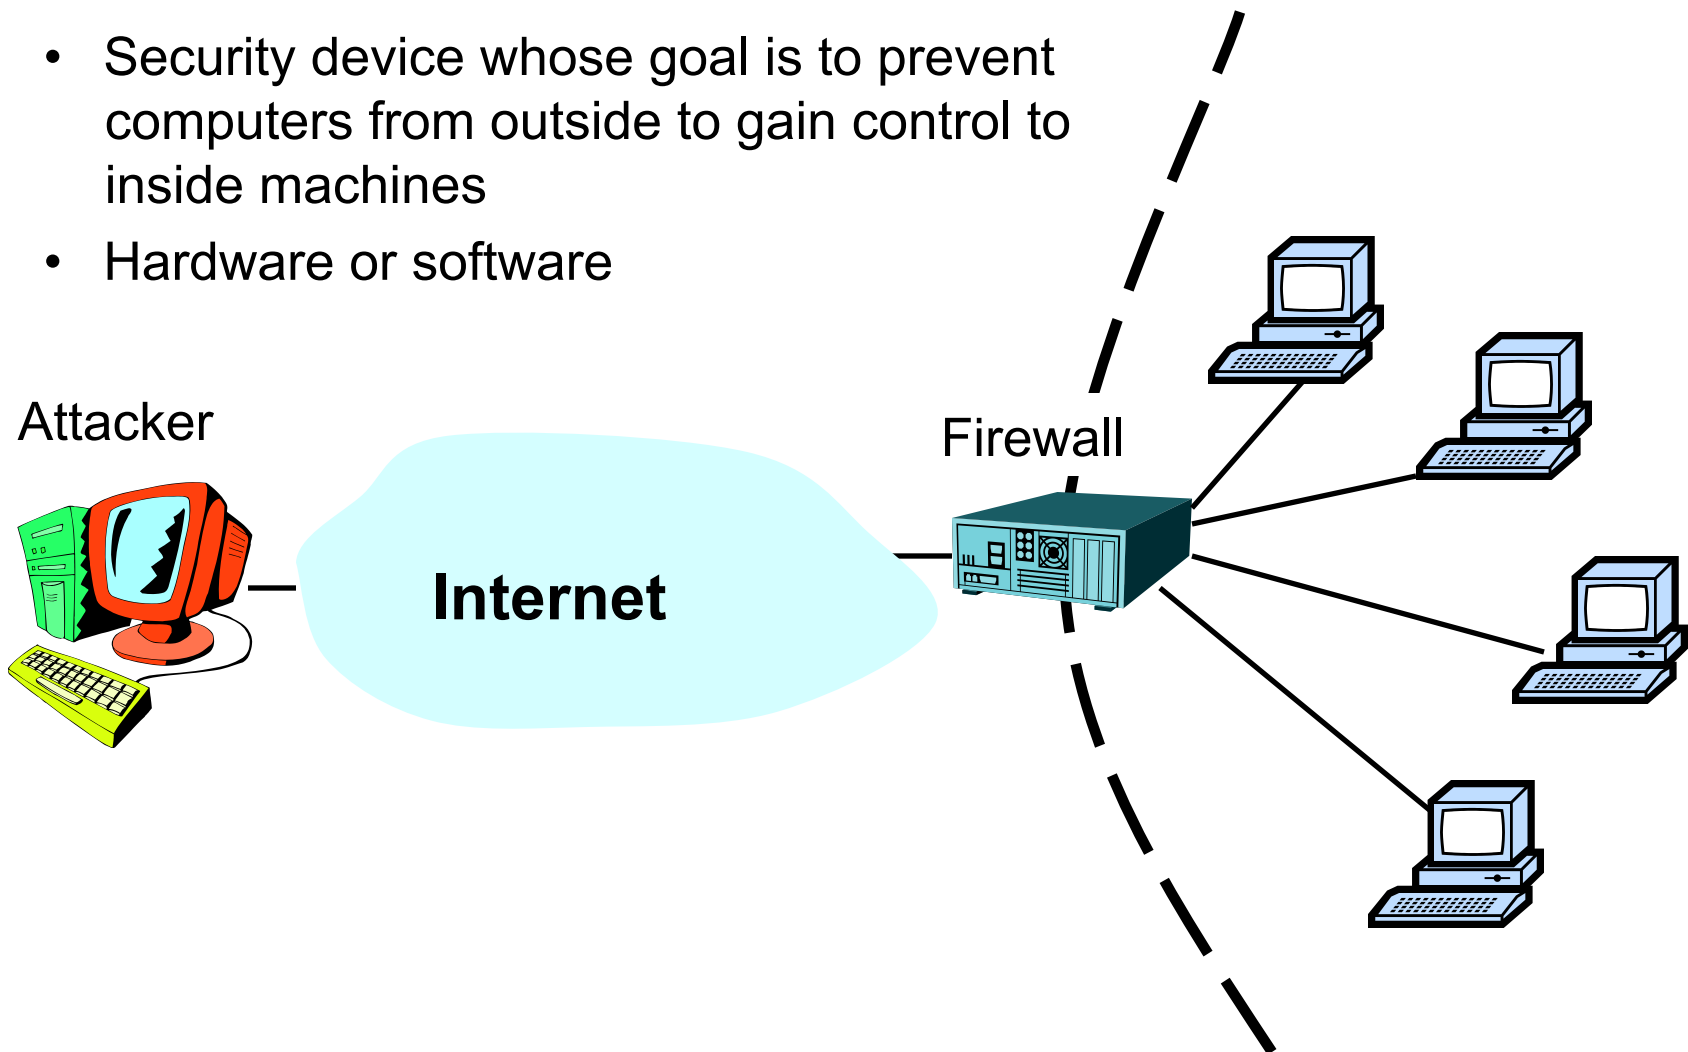 • Security device whose goal is to prevent
computers from outside to gain control to
inside machines
• Hardware or software
Attacker
Firewall
Internet